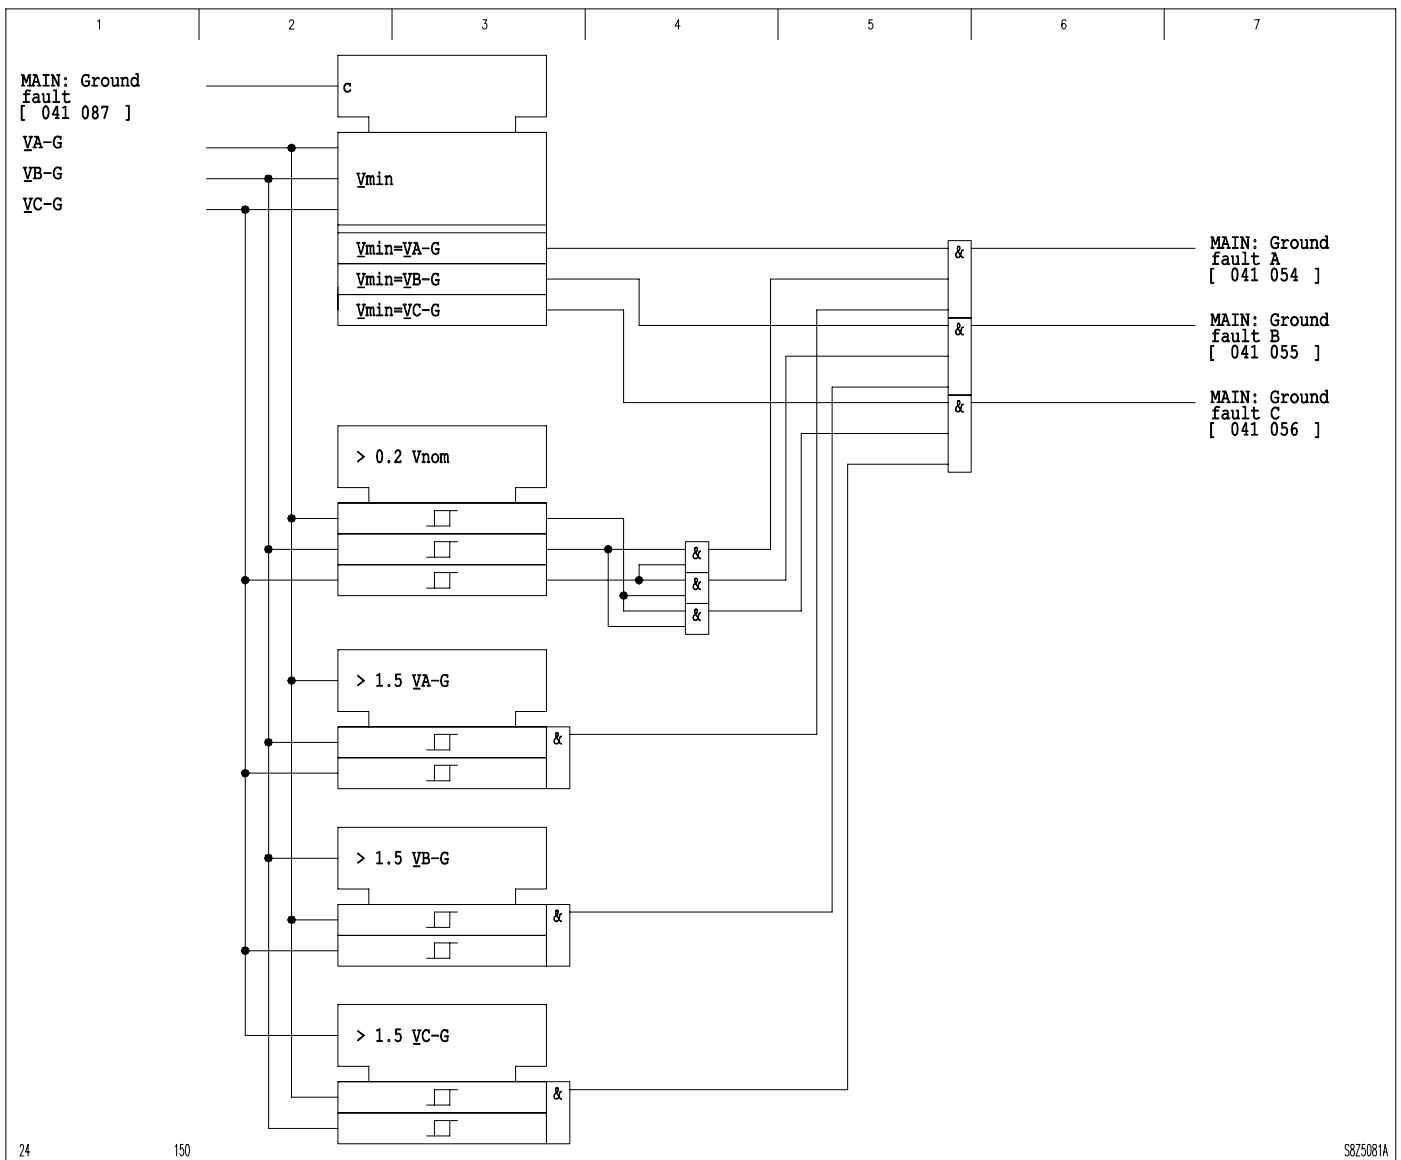 1 2 3 4 5 6 7
MAIN: Ground
fault
[ 041 087 ]
VA-G
VB-G
VC-G
c
Vmin
Vmin=VA-G
Vmin=VB-G
Vmin=VC-G
&
MAIN: Ground
fault A
[ 041 054 ]
&
MAIN: Ground
fault B
[ 041 055 ]
&
MAIN: Ground
fault C
[ 041 056 ]
> 0.2 Vnom
&
&
&
> 1.5 VA-G
&
> 1.5 VB-G
&
> 1.5 VC-G
&
24 150 S8Z5081A